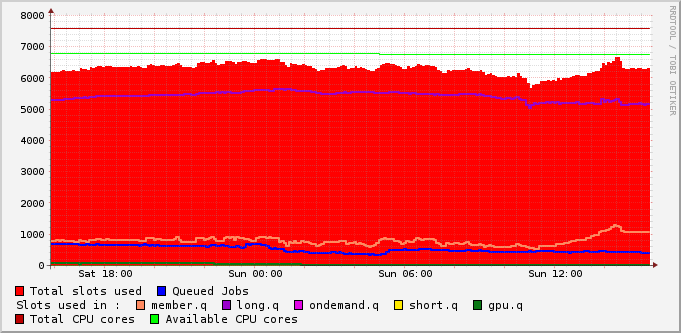 8000
7000
6000
5000
4000
3000
2000
1000
0
Sat 18:00 Sun 00:00 Sun 06:00 Sun 12:00
RRDTOOL / TOBI OETIKER
Total slots used Queued Jobs
Slots used in : member.q long.q ondemand.q short.q gpu.q
Total CPU cores Available CPU cores